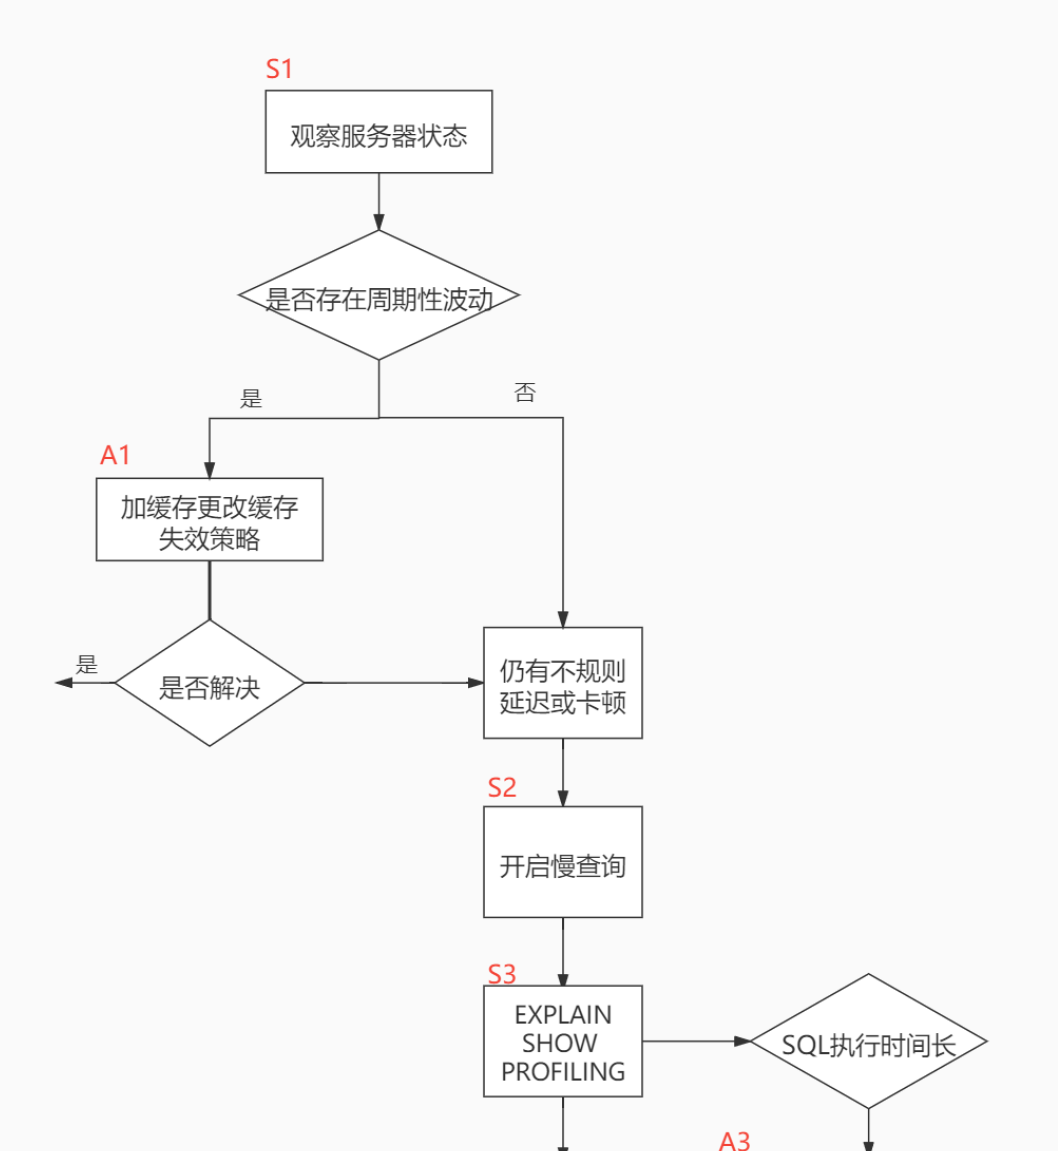 S1
观察服务器状态
是否存在周期性波动
是
否
A1
加缓存更改缓存
失效策略
是
是否解决
仍有不规则
延迟或卡顿
S2
开启慢查询
S3
EXPLAIN
SHOW
PROFILING
SQL执行时间长
A3